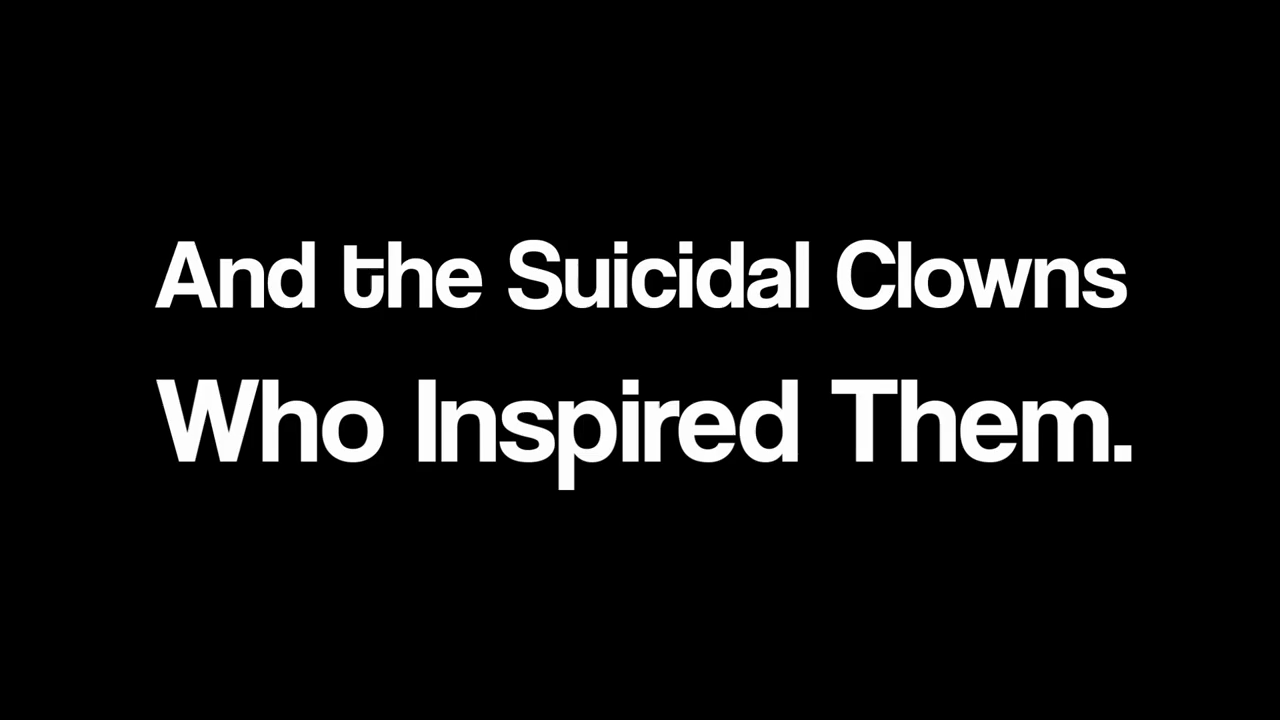 And the Suicidal Clowns
Who Inspired Them.